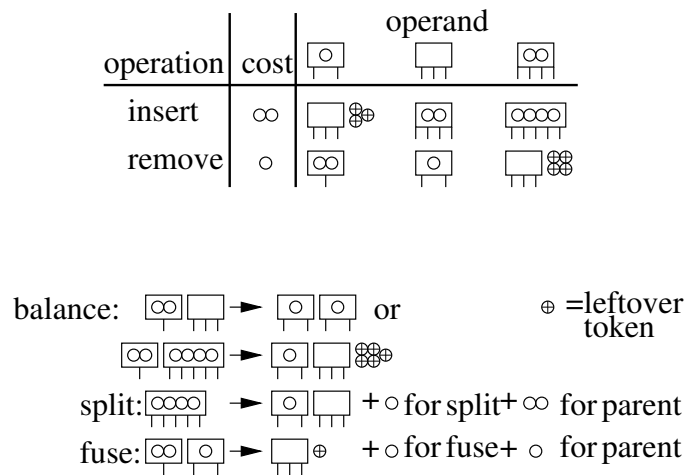 operand
operation cost
insert
remove
balance: or
=leftover
token
split: + for split+ for parent
fuse: + for fuse+ for parent